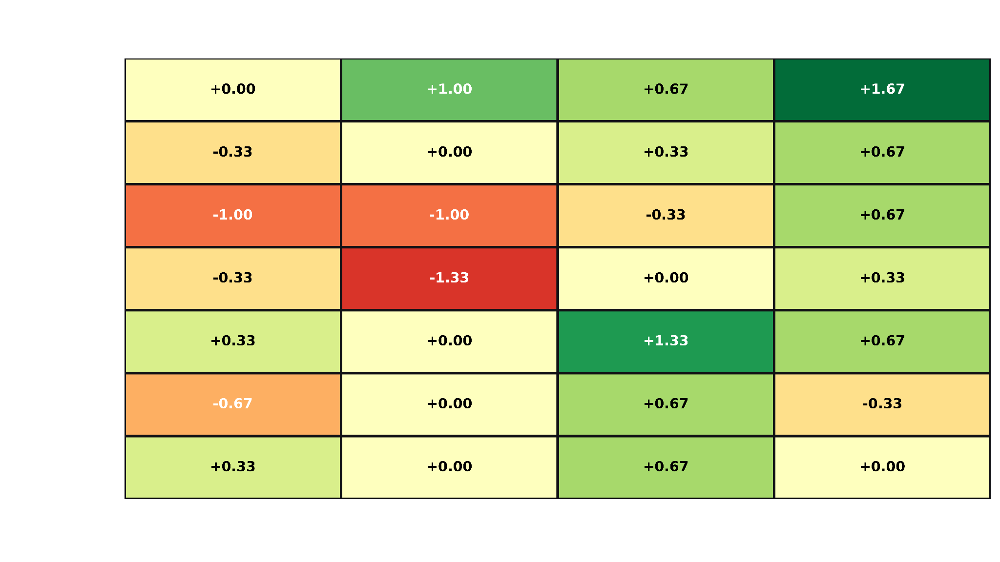 +0.00 +1.00 +0.67 +1.67
-0.33 +0.00 +0.33 +0.67
-1.00 -1.00 -0.33 +0.67
-0.33 -1.33 +0.00 +0.33
+0.33 +0.00 +1.33 +0.67
-0.67 +0.00 +0.67 -0.33
+0.33 +0.00 +0.67 +0.00